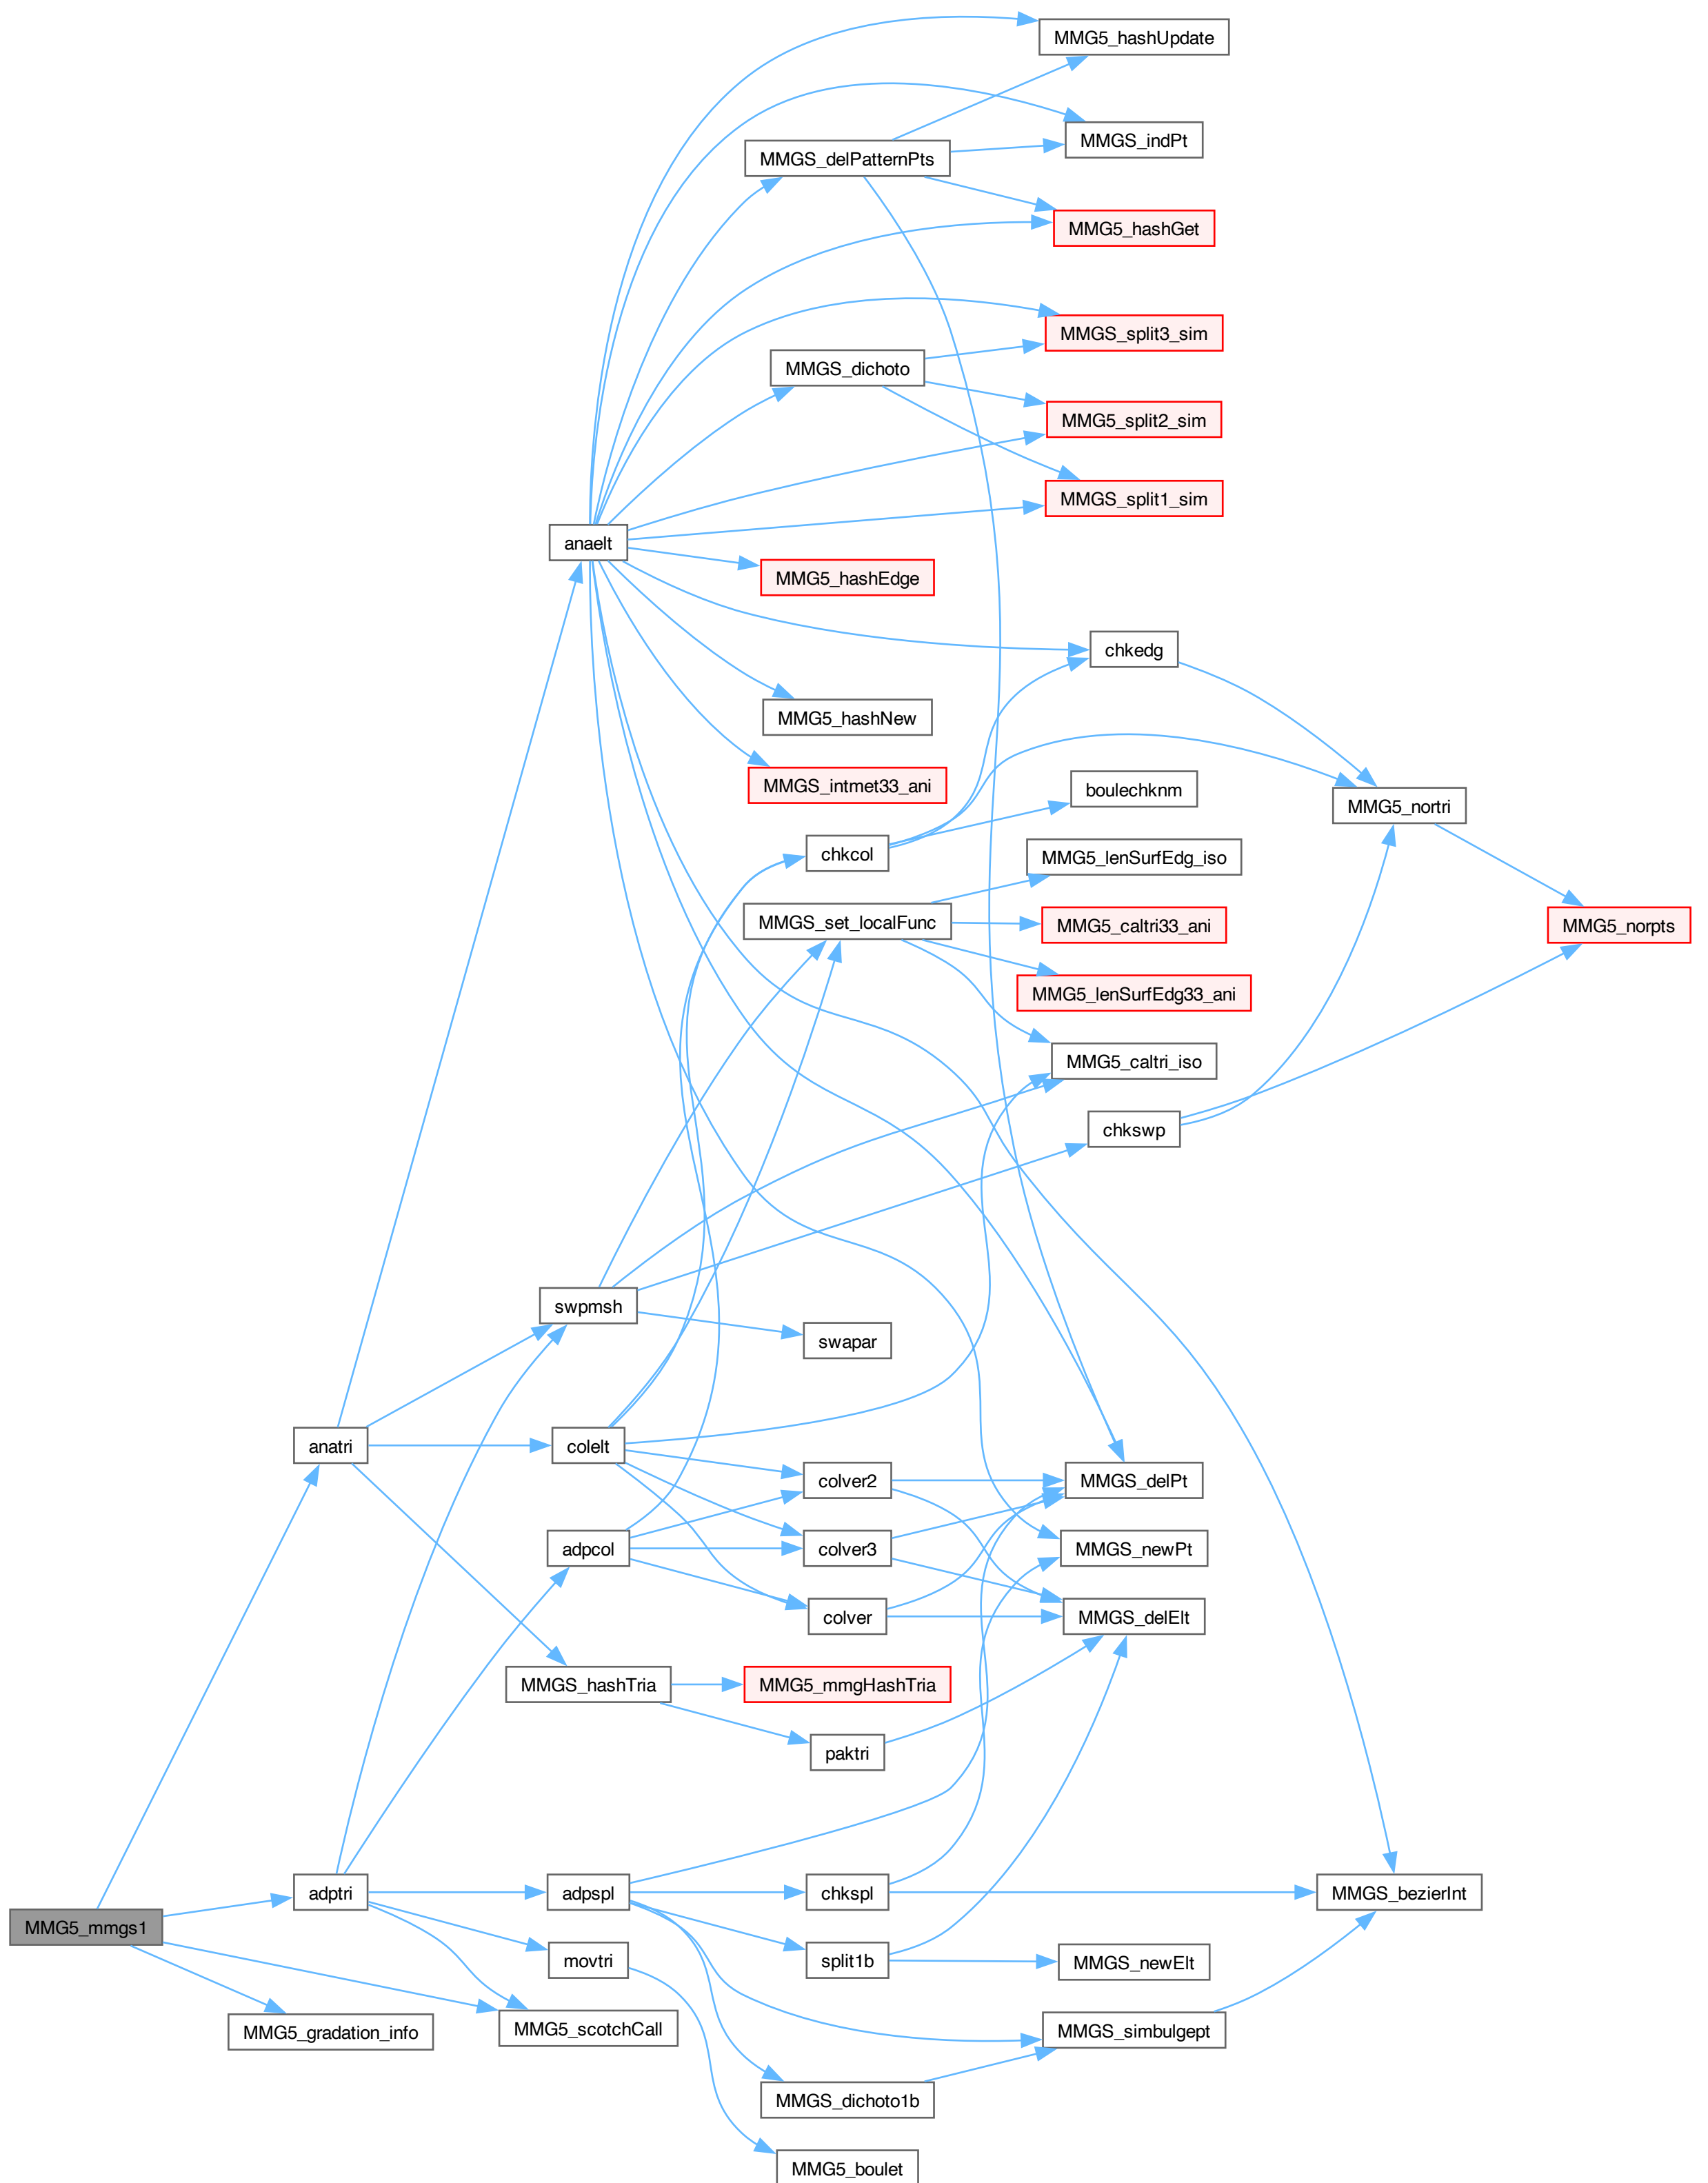 MMG5_hashUpdate
MMGS_indPt
MMGS_delPatternPts
MMG5_hashGet
MMGS_split3_sim
MMGS_dichoto
MMG5_split2_sim
MMGS_split1_sim
anaelt
MMG5_hashEdge
chkedg
MMG5_hashNew
MMGS_intmet33_ani
boulechknm
MMG5_nortri
chkcol
MMG5_lenSurfEdg_iso
MMGS_set_localFunc
MMG5_caltri33_ani
MMG5_norpts
MMG5_lenSurfEdg33_ani
MMG5_caltri_iso
chkswp
swpmsh
swapar
anatri
colelt
colver2
MMGS_delPt
adpcol
colver3
MMGS_newPt
colver
MMGS_delElt
MMGS_hashTria
MMG5_mmgHashTria
paktri
adptri
adpspl
chkspl
MMGS_bezierInt
MMG5_mmgs1
movtri
split1b
MMGS_newElt
MMG5_gradation_info
MMG5_scotchCall
MMGS_simbulgept
MMGS_dichoto1b
MMG5_boulet